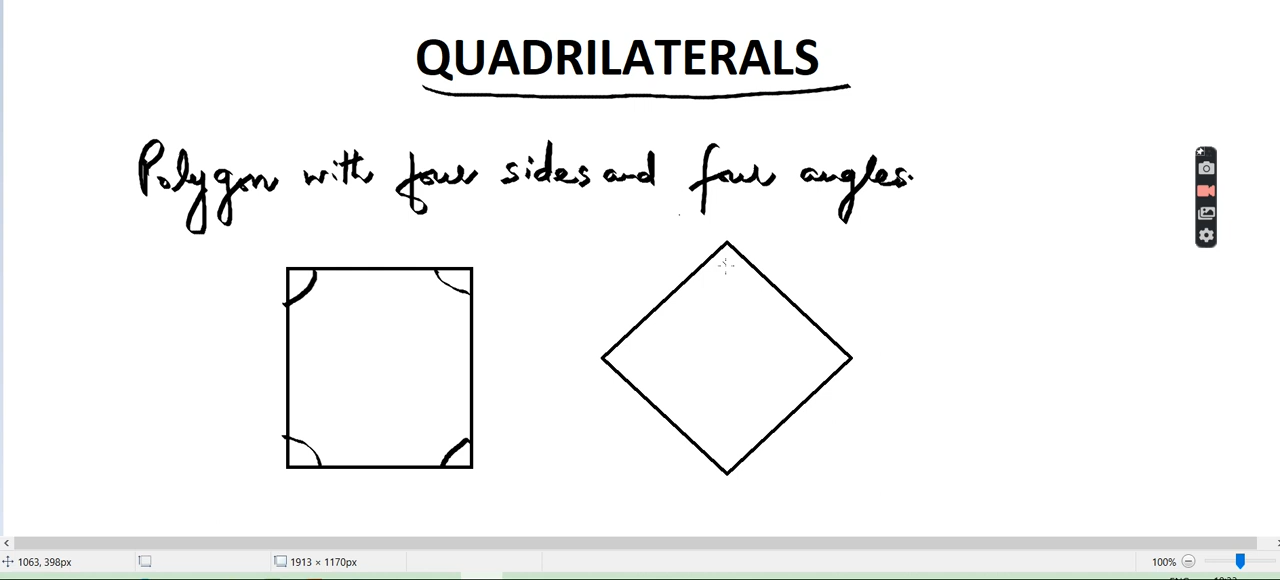 QUADRILATERALS
Polygon with four sides and four angles.
1063, 398px
1913 × 1170px
100%